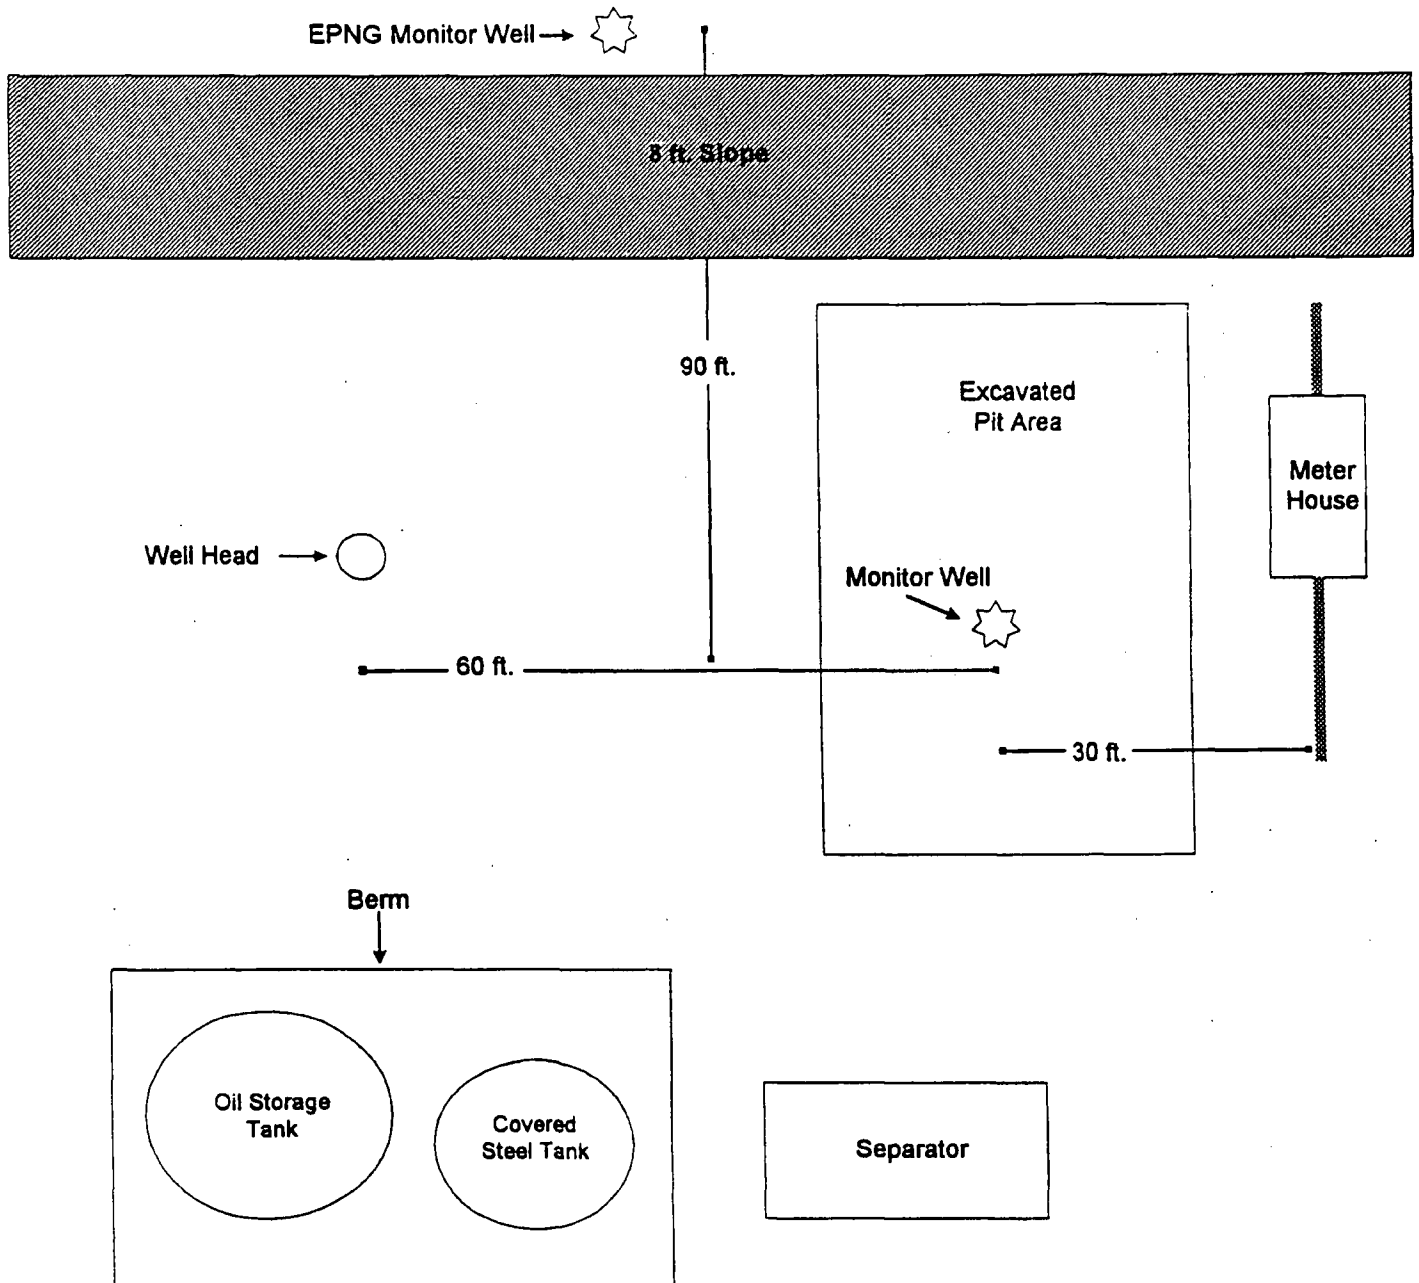 EPNG Monitor Well
8 ft. Slope
90 ft.
Excavated
Pit Area
Meter
House
Well Head
Monitor Well
60 ft.
30 ft.
Berm
Oil Storage
Tank
Covered
Steel Tank
Separator